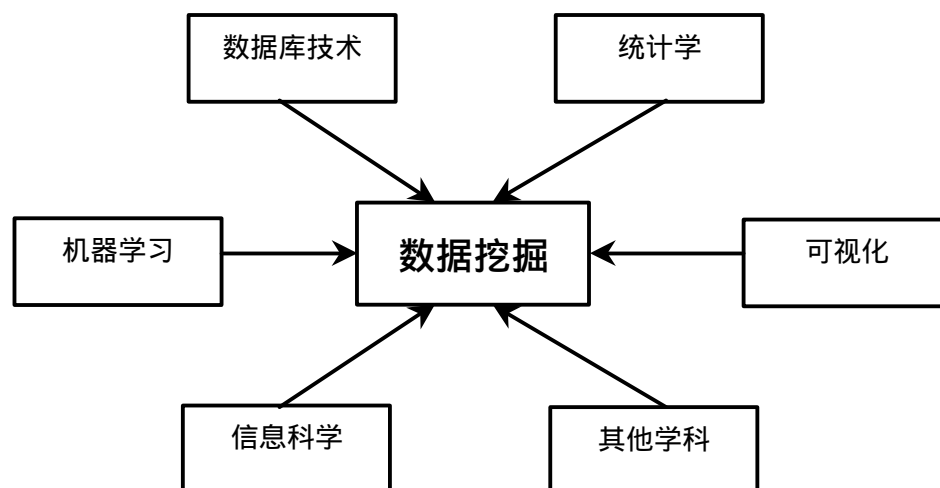 数据库技术
统计学
机器学习
数据挖掘
可视化
信息科学
其他学科